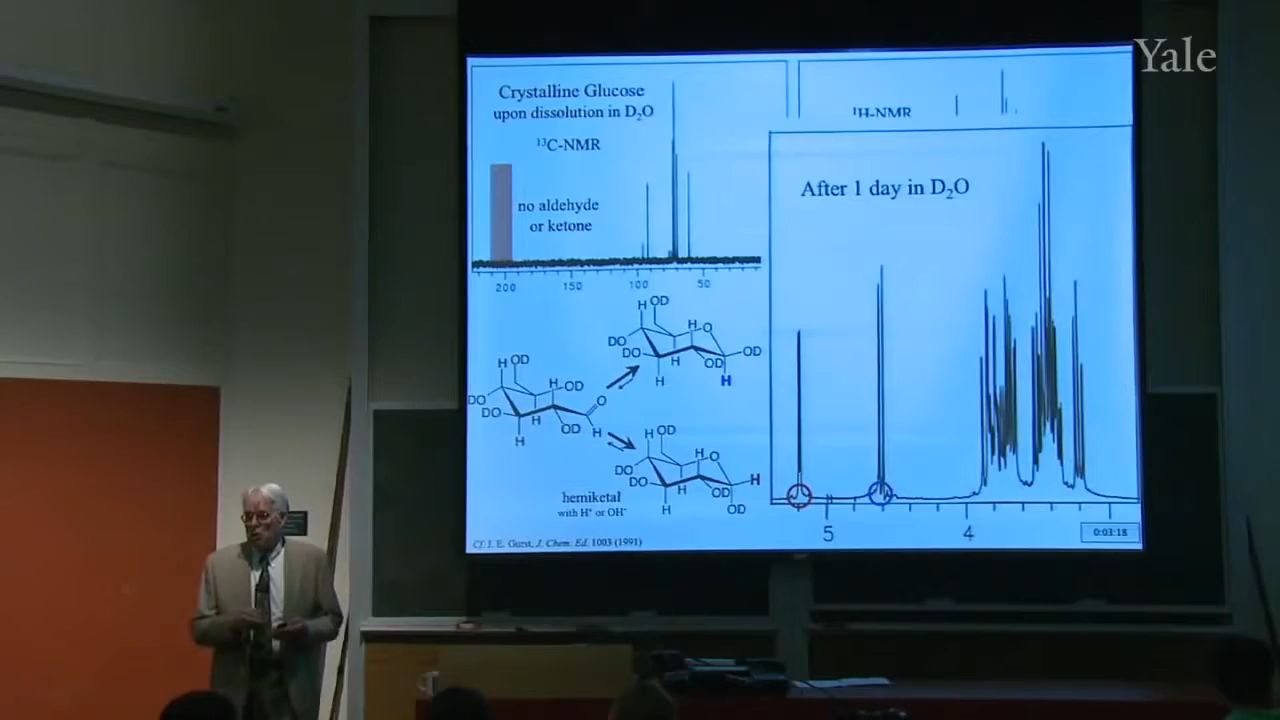 Yale
Crystalline Glucose
upon dissolution in D₂O
¹³C-NMR
no aldehyde
or ketone
200 150 100 50
¹H-NMR
After 1 day in D₂O
5 4
0:03:18
H OD
DO
DO
H
H
H
O
OD
OD
H
H OD
DO
DO
H
H
H
OD
OD
O
H
H OD
DO
DO
H
H
H
O
OD
H
OD
hemiketal
with H⁺ or OH⁻
Cf. J. E. Gurst, J. Chem. Ed. 1003 (1991)